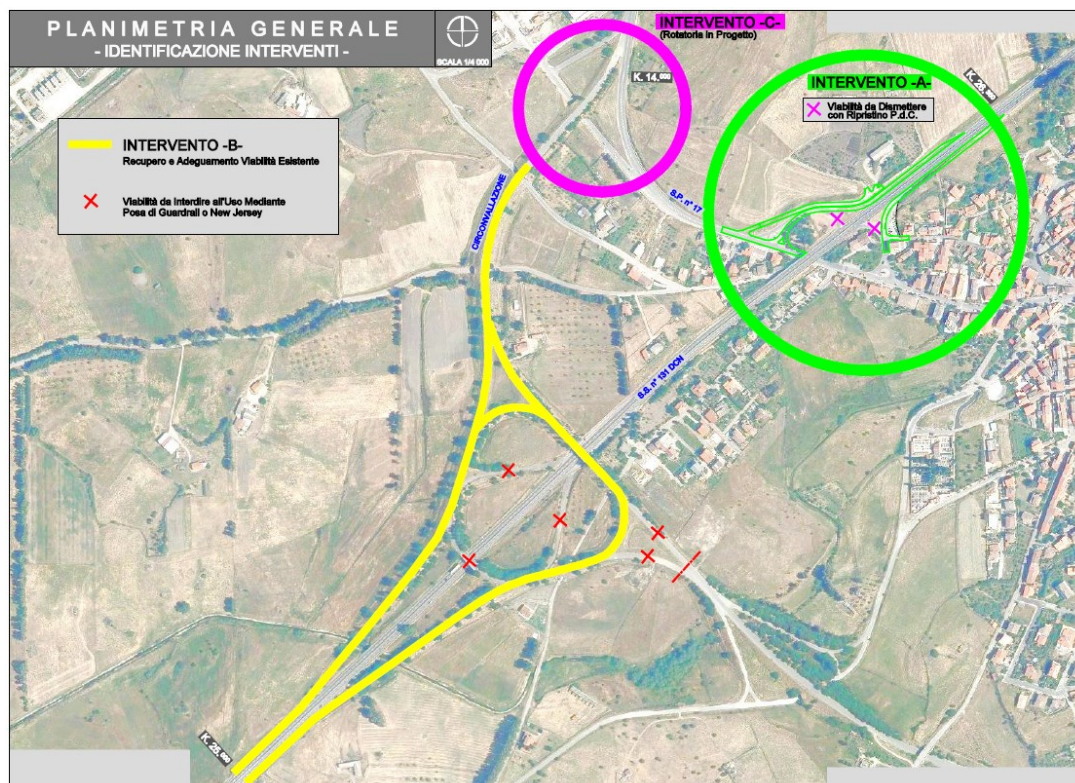 PLANIMETRIA GENERALE
- IDENTIFICAZIONE INTERVENTI -
SCALA 1/4 000
INTERVENTO -C-
(Rotatoria in Progetto)
K. 14.000
INTERVENTO -A-
Viabilità da Dismettere
con Ripristino P.d.C.
INTERVENTO -B-
Recupero e Adeguamento Viabilità Esistente
Viabilità da Interdire all'Uso Mediante
Posa di Guardrail o New Jersey
CIRCONVALLAZIONE
S.P. n° 17
S.S. n° 131 DCN